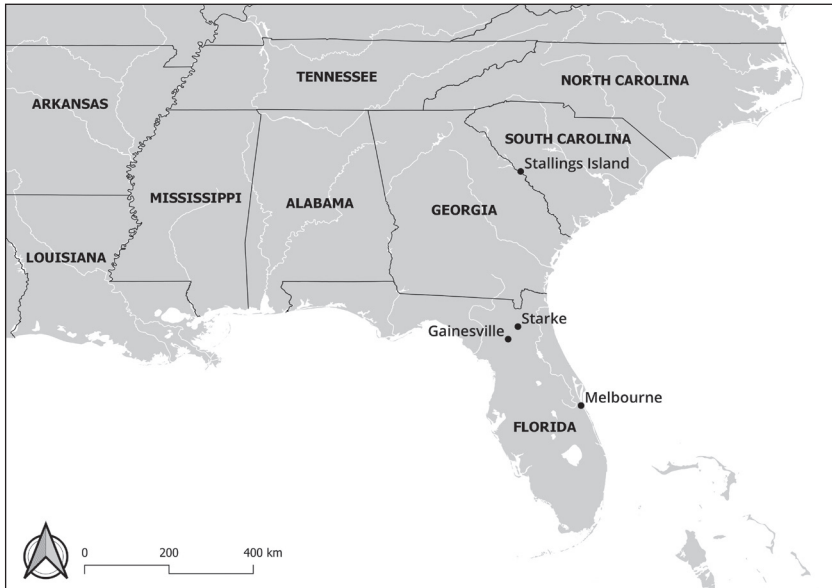 TENNESSEE
NORTH CAROLINA
ARKANSAS
SOUTH CAROLINA
Stallings Island
MISSISSIPPI
ALABAMA
GEORGIA
LOUISIANA
Starke
Gainesville
Melbourne
FLORIDA
0 200 400 km